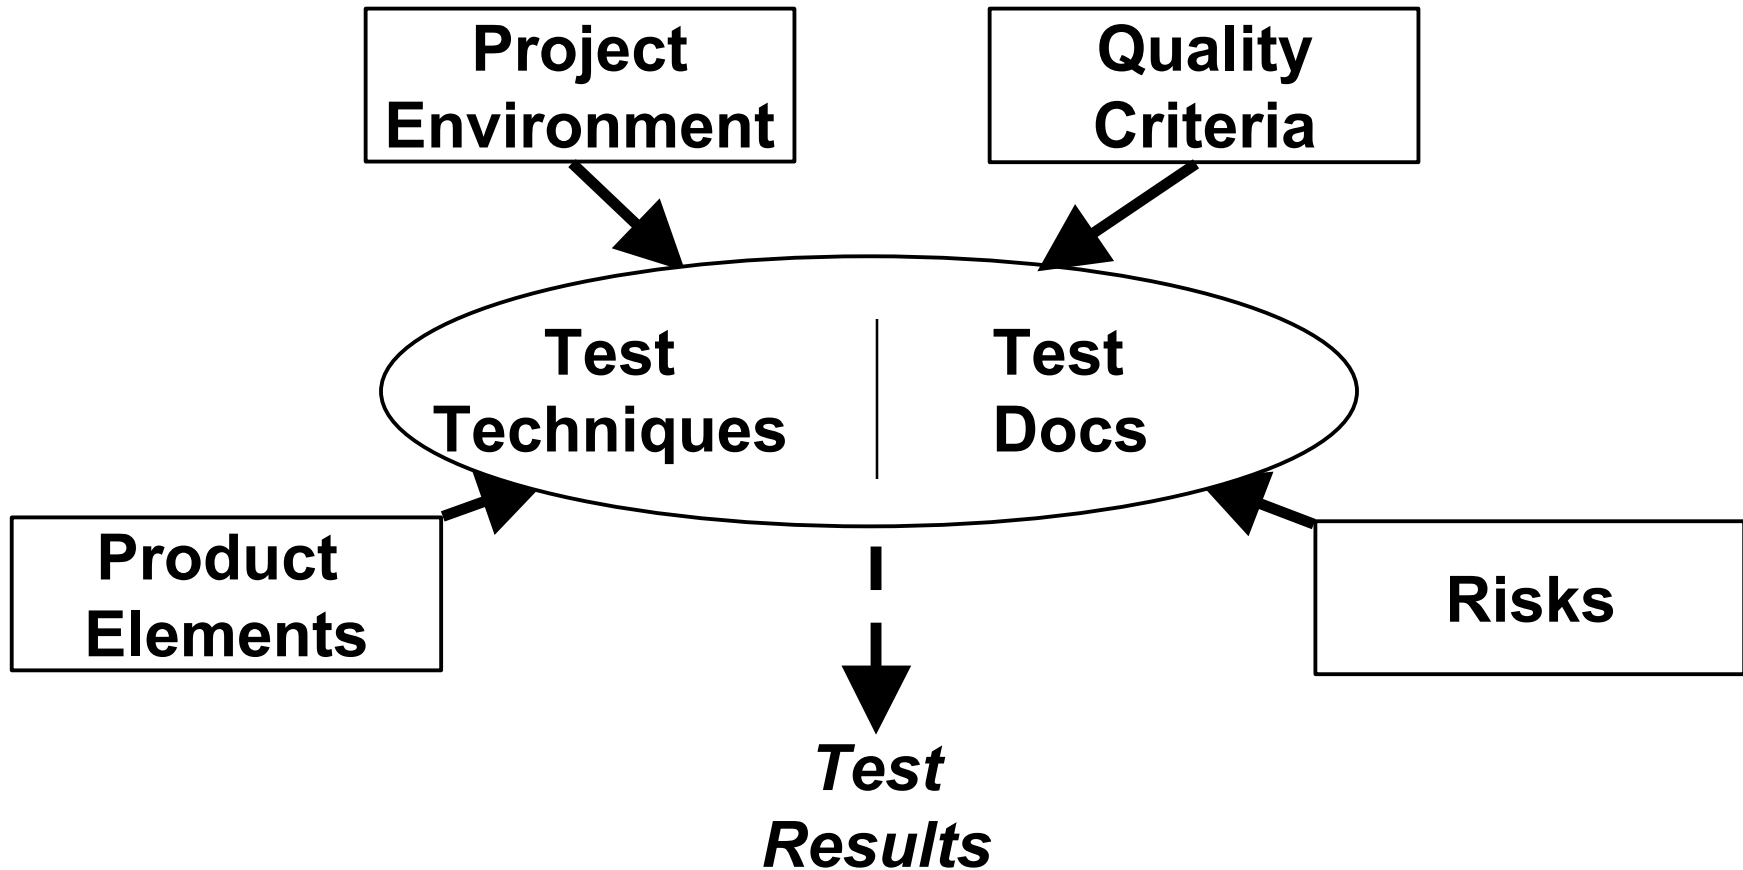 Project
Environment
Quality
Criteria
Test
Techniques
Test
Docs
Product
Elements
Risks
Test
Results